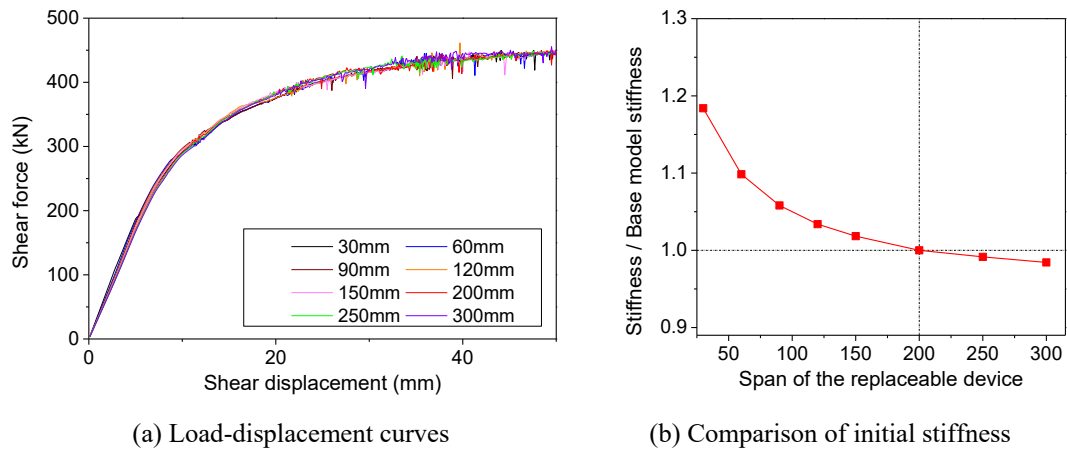 500
400
300
200
100
0
0
20
40
Shear force (kN)
Shear displacement (mm)
30mm 60mm
90mm 120mm
150mm 200mm
250mm 300mm
(a) Load-displacement curves
1.3
1.2
1.1
1.0
0.9
50 100 150 200 250 300
Stiffness / Base model stiffness
Span of the replaceable device
(b) Comparison of initial stiffness